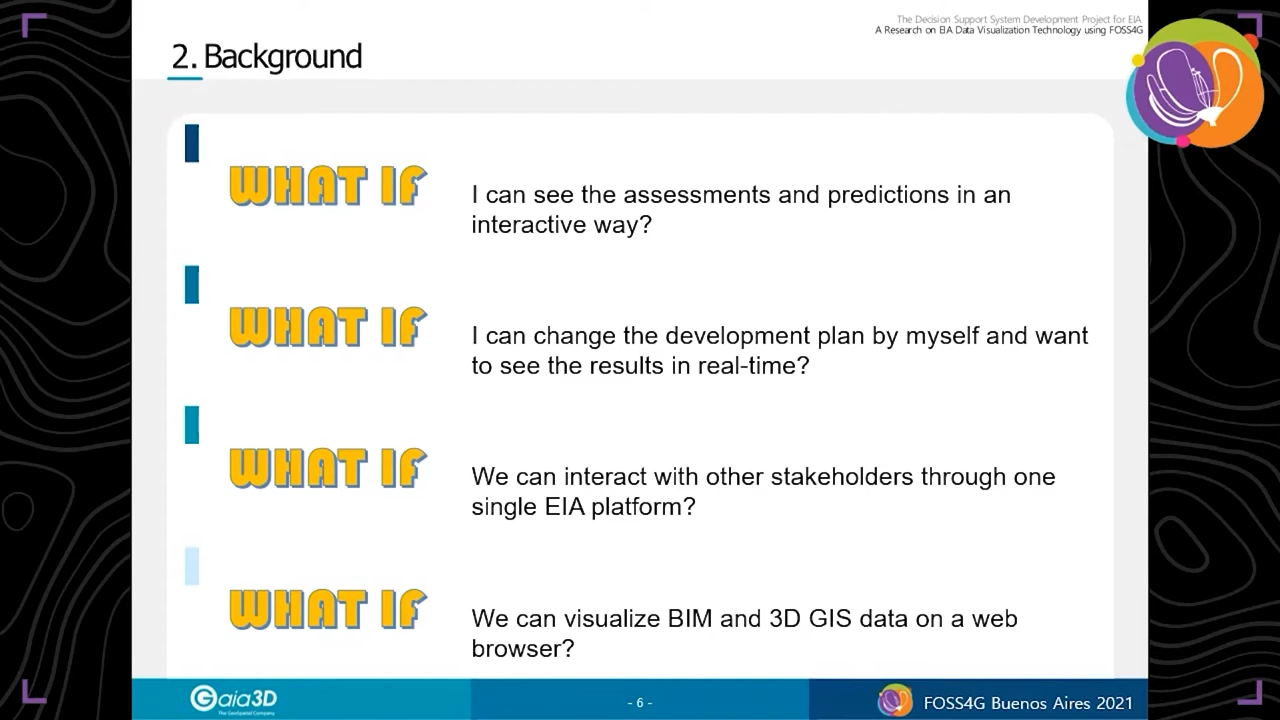 The Decision Support System Development Project for EIA.
A Research on EIA Data Visualization Technology using FOSS4G
2. Background
WHAT IF
I can see the assessments and predictions in an
interactive way?
WHAT IF
I can change the development plan by myself and want
to see the results in real-time?
WHAT IF
We can interact with other stakeholders through one
single EIA platform?
WHAT IF
We can visualize BIM and 3D GIS data on a web
browser?
Gaia3D
The GeoSpatial Company
- 6 -
FOSS4G Buenos Aires 2021